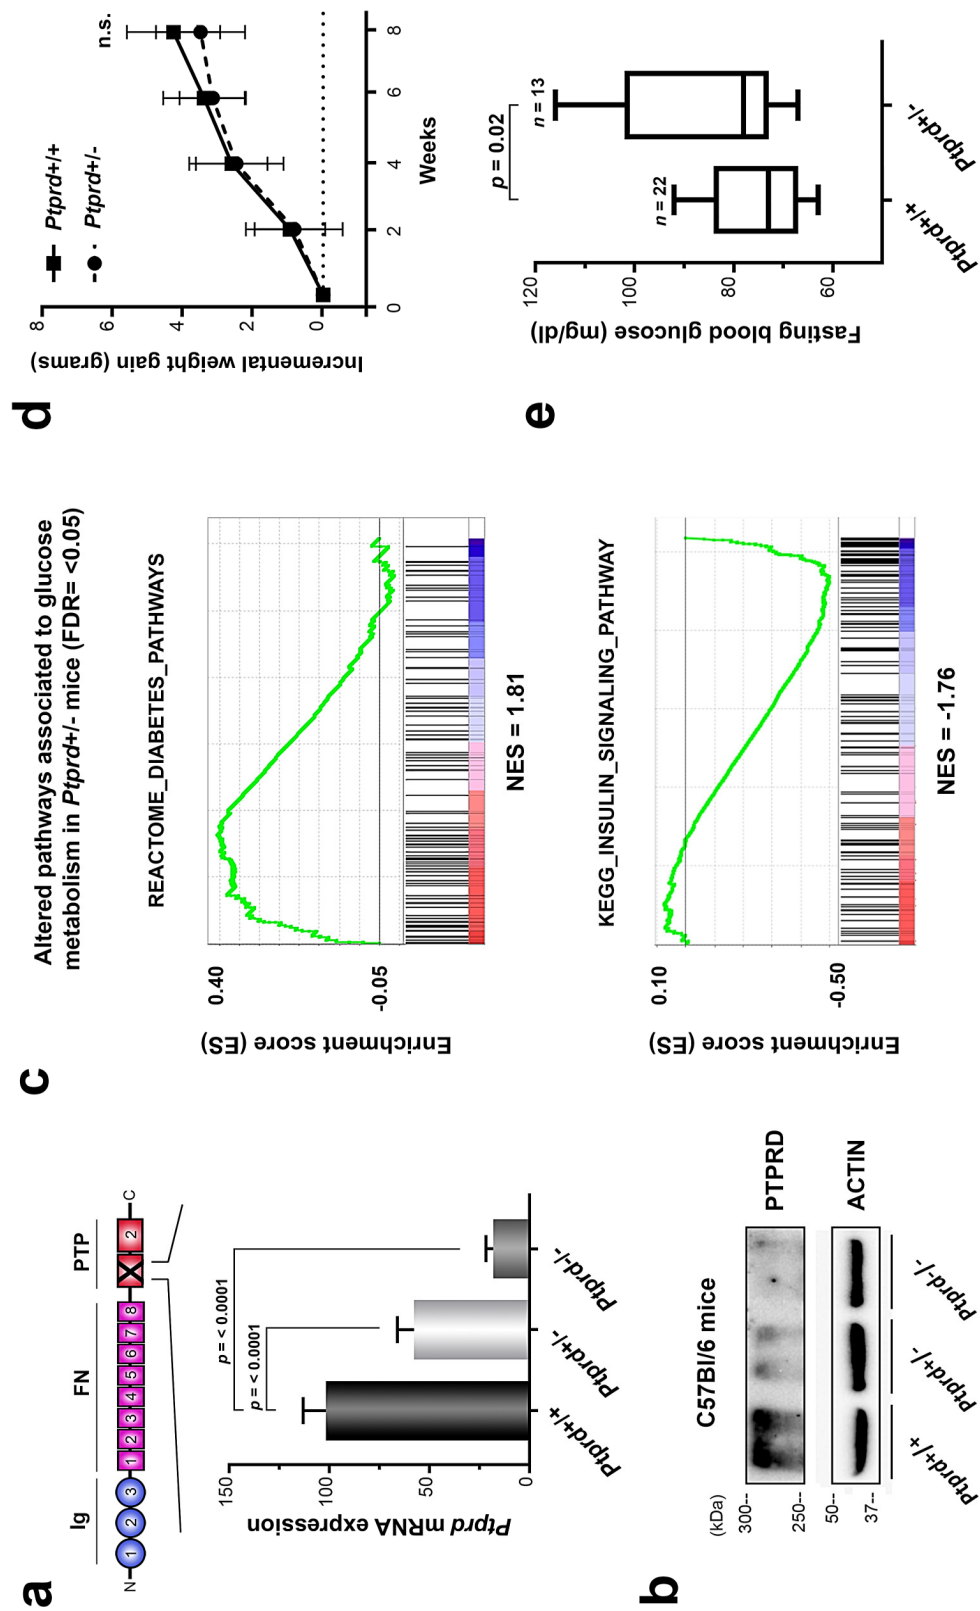 a
Ig
FN
PTP
N
1
2
3
1
2
3
4
5
6
7
8
2
C
Ptprd mRNA expression
150
100
50
0
p = < 0.0001
p = < 0.0001
Ptprd+/+
Ptprd+/-
Ptprd-/-
b
C57Bl/6 mice
(kDa)
300--
250--
PTPRD
50--
37--
ACTIN
Ptprd+/+
Ptprd+/-
Ptprd-/-
c
Altered pathways associated to glucose
metabolism in Ptprd+/- mice (FDR= <0.05)
REACTOME_DIABETES_PATHWAYS
Enrichment score (ES)
0.40
-0.05
NES = 1.81
KEGG_INSULIN_SIGNALING_PATHWAY
Enrichment score (ES)
0.10
-0.50
NES = -1.76
d
Incremental weight gain (grams)
8
6
4
2
0
Ptprd+/+
Ptprd+/-
n.s.
0
2
4
6
8
Weeks
e
Fasting blood glucose (mg/dl)
120
100
80
60
p = 0.02
n = 22
n = 13
Ptprd+/+
Ptprd+/-